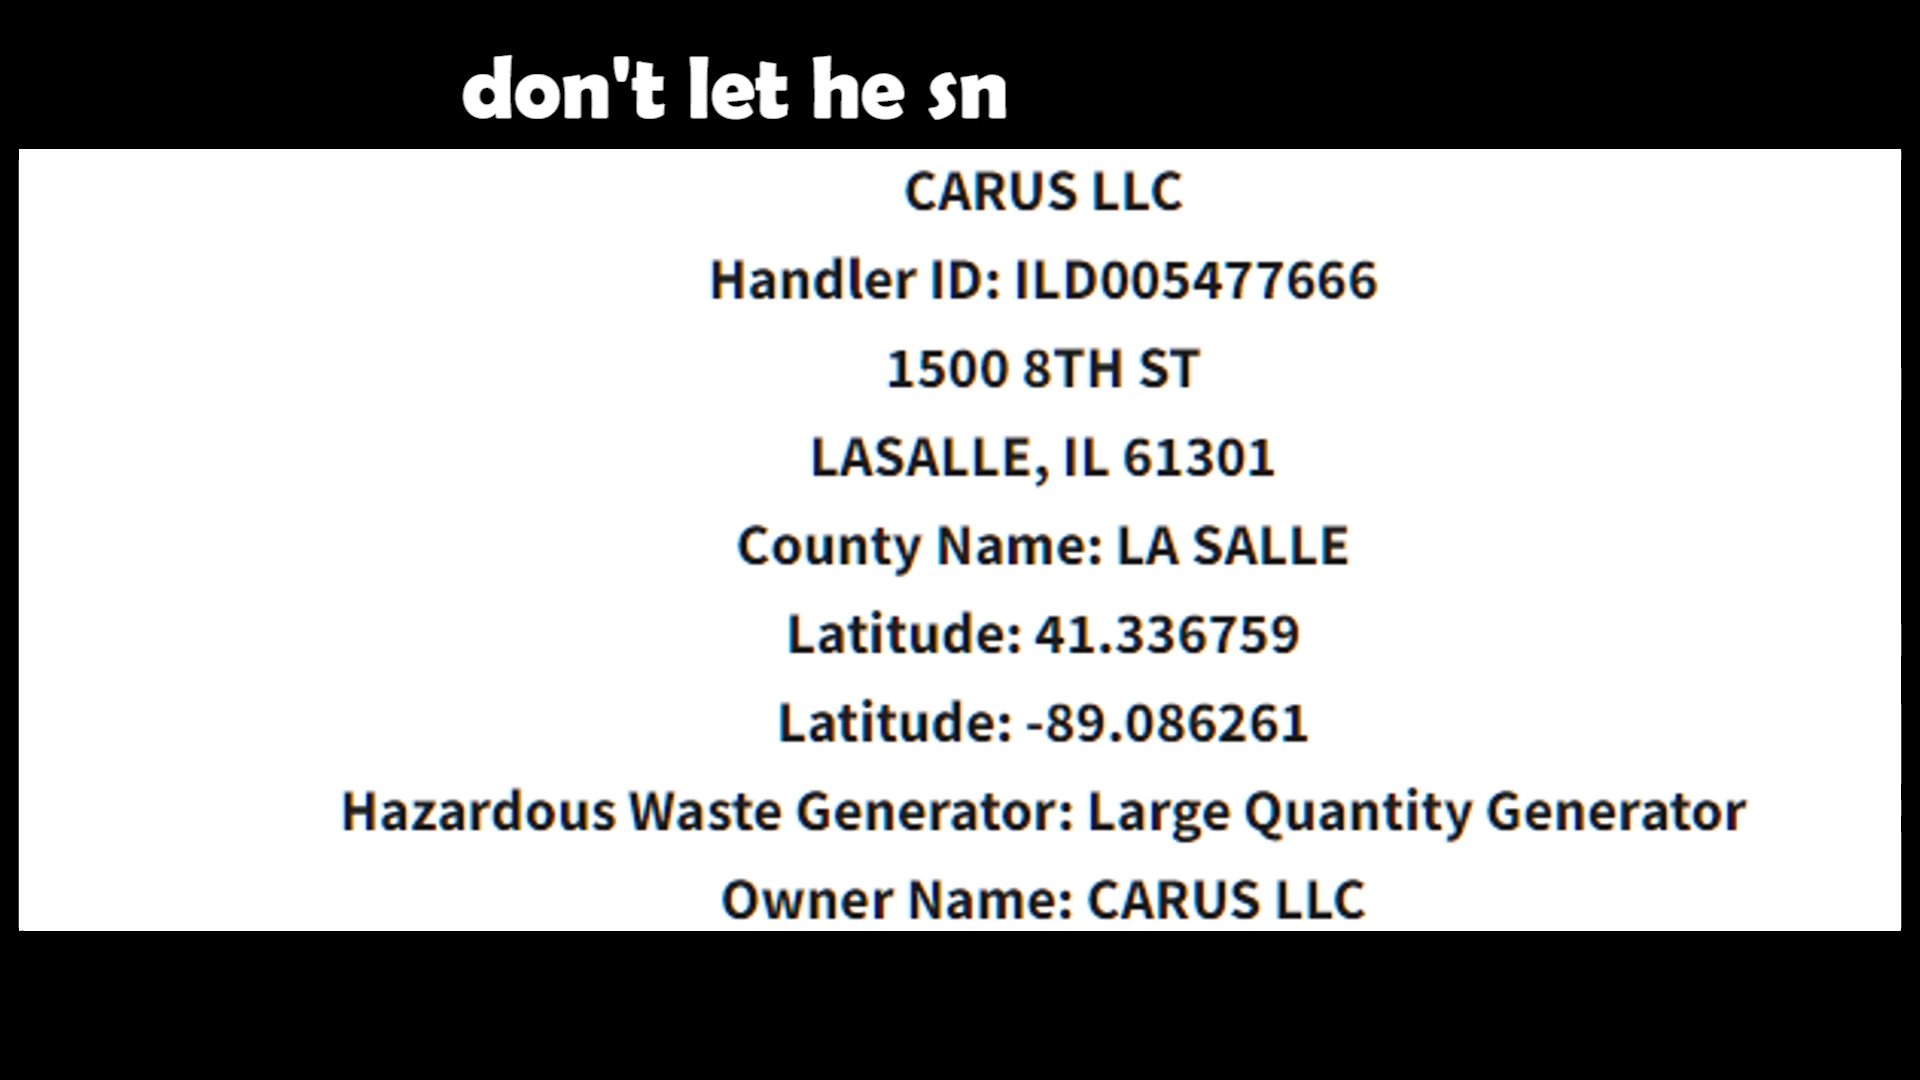 don't let he sn
CARUS LLC
Handler ID: ILD005477666
1500 8TH ST
LASALLE, IL 61301
County Name: LA SALLE
Latitude: 41.336759
Latitude: -89.086261
Hazardous Waste Generator: Large Quantity Generator
Owner Name: CARUS LLC